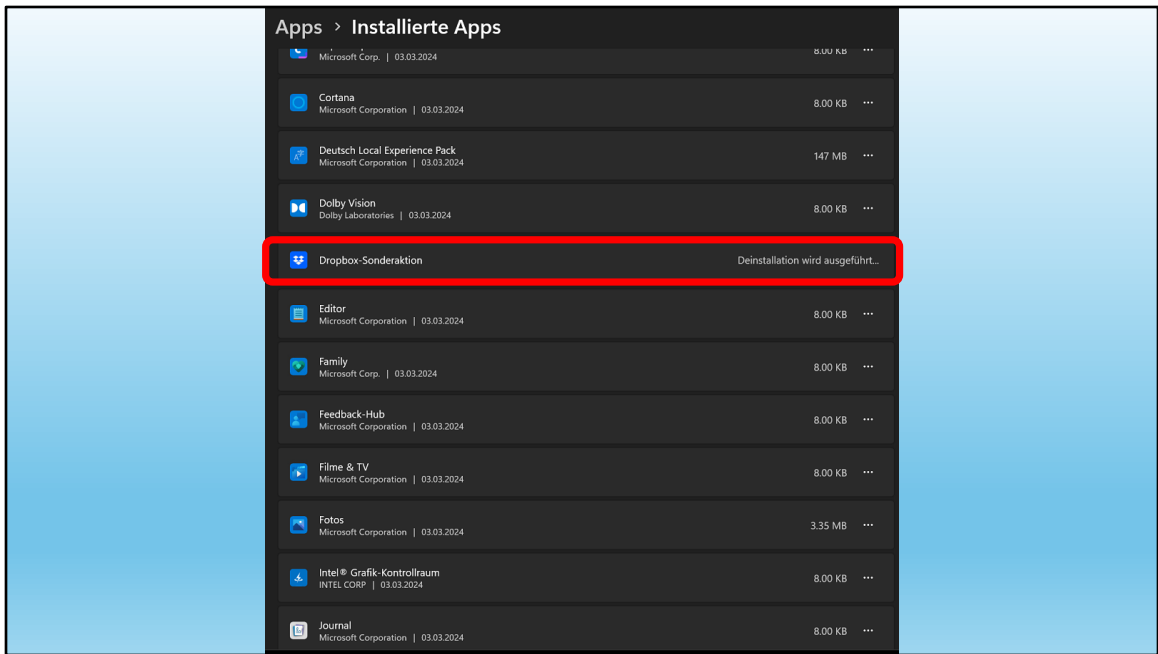 Apps > Installierte Apps
Microsoft Corp. | 03.03.2024
8.00 KB
Cortana
Microsoft Corporation | 03.03.2024
8.00 KB
Deutsch Local Experience Pack
Microsoft Corporation | 03.03.2024
147 MB
Dolby Vision
Dolby Laboratories | 03.03.2024
8.00 KB
Dropbox-Sonderaktion
Deinstallation wird ausgeführt...
Editor
Microsoft Corporation | 03.03.2024
8.00 KB
Family
Microsoft Corp. | 03.03.2024
8.00 KB
Feedback-Hub
Microsoft Corporation | 03.03.2024
8.00 KB
Filme & TV
Microsoft Corporation | 03.03.2024
8.00 KB
Fotos
Microsoft Corporation | 03.03.2024
3.35 MB
Intel® Grafik-Kontrollraum
INTEL CORP | 03.03.2024
8.00 KB
Journal
Microsoft Corporation | 03.03.2024
8.00 KB